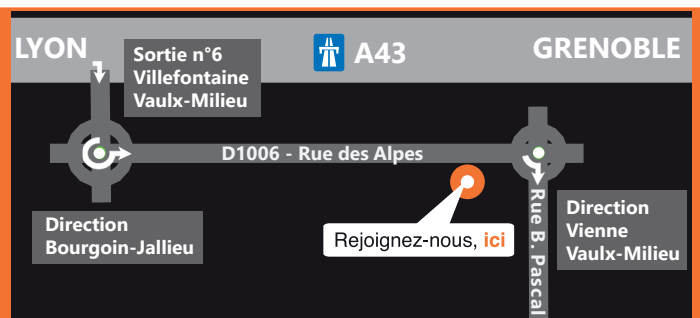 LYON
Sortie n°6
Villefontaine
Vaulx-Milieu
A43
GRENOBLE
D1006 - Rue des Alpes
Direction
Bourgoin-Jallieu
Rejoignez-nous, ici
Rue B. Pascal
Direction
Vienne
Vaulx-Milieu